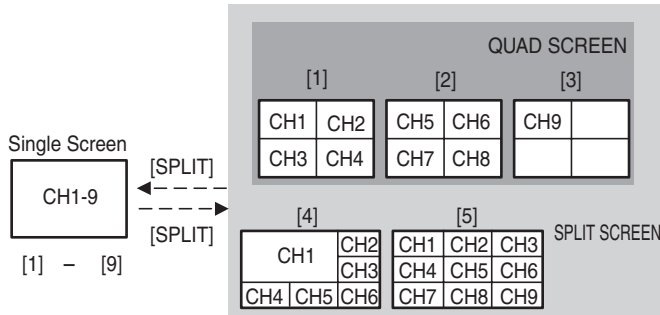 QUAD SCREEN
[1] [2] [3]
CH1 CH2 CH5 CH6 CH9
CH3 CH4 CH7 CH8
Single Screen
CH1-9
[1] – [9]
[SPLIT]
[SPLIT]
[4] [5]
SPLIT SCREEN
CH1 CH2 CH1 CH2 CH3
CH3 CH4 CH5 CH6
CH4 CH5 CH6 CH7 CH8 CH9